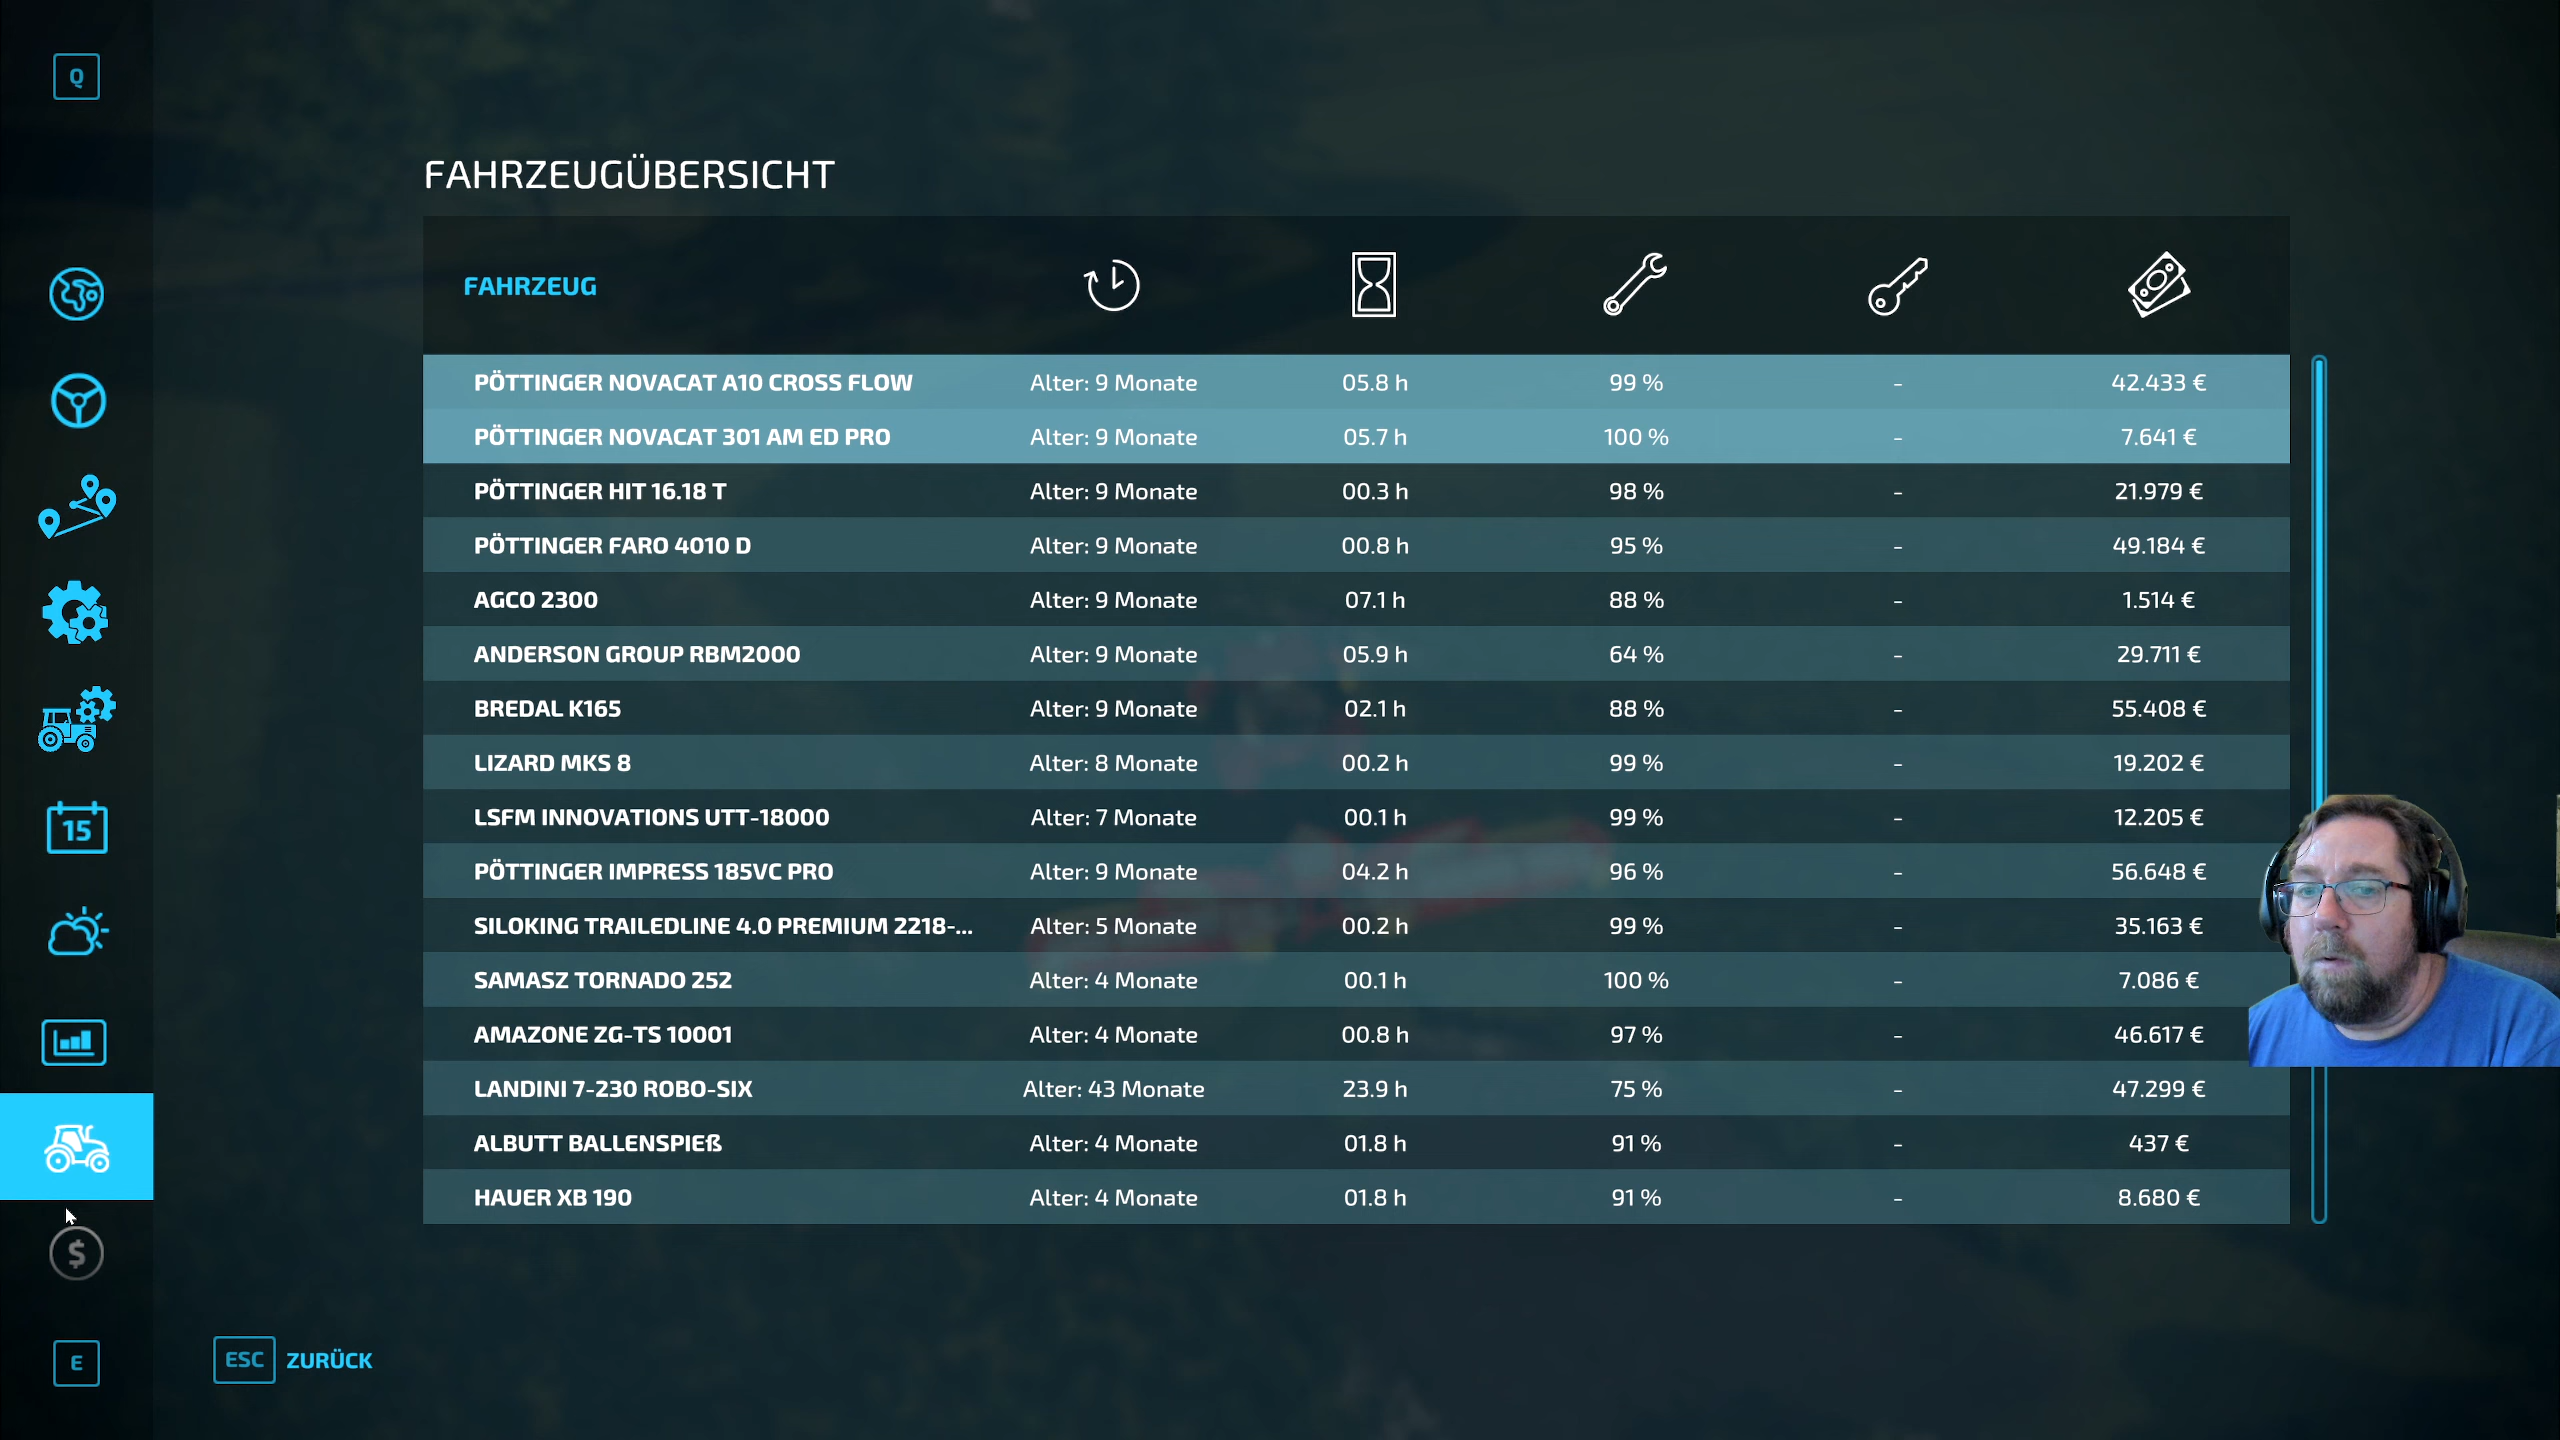 Q
FAHRZEUGÜBERSICHT
FAHRZEUG
PÖTTINGER NOVACAT A10 CROSS FLOW Alter: 9 Monate 05.8 h 99 % - 42.433 €
PÖTTINGER NOVACAT 301 AM ED PRO Alter: 9 Monate 05.7 h 100 % - 7.641 €
PÖTTINGER HIT 16.18 T Alter: 9 Monate 00.3 h 98 % - 21.979 €
PÖTTINGER FARO 4010 D Alter: 9 Monate 00.8 h 95 % - 49.184 €
AGCO 2300 Alter: 9 Monate 07.1 h 88 % - 1.514 €
ANDERSON GROUP RBM2000 Alter: 9 Monate 05.9 h 64 % - 29.711 €
BREDAL K165 Alter: 9 Monate 02.1 h 88 % - 55.408 €
LIZARD MKS 8 Alter: 8 Monate 00.2 h 99 % - 19.202 €
LSFM INNOVATIONS UTT-18000 Alter: 7 Monate 00.1 h 99 % - 12.205 €
PÖTTINGER IMPRESS 185VC PRO Alter: 9 Monate 04.2 h 96 % - 56.648 €
SILOKING TRAILEDLINE 4.0 PREMIUM 2218-... Alter: 5 Monate 00.2 h 99 % - 35.163 €
SAMASZ TORNADO 252 Alter: 4 Monate 00.1 h 100 % - 7.086 €
AMAZONE ZG-TS 10001 Alter: 4 Monate 00.8 h 97 % - 46.617 €
LANDINI 7-230 ROBO-SIX Alter: 43 Monate 23.9 h 75 % - 47.299 €
ALBUTT BALLENSPIEß Alter: 4 Monate 01.8 h 91 % - 437 €
HAUER XB 190 Alter: 4 Monate 01.8 h 91 % - 8.680 €
15
$
E
ESC ZURÜCK